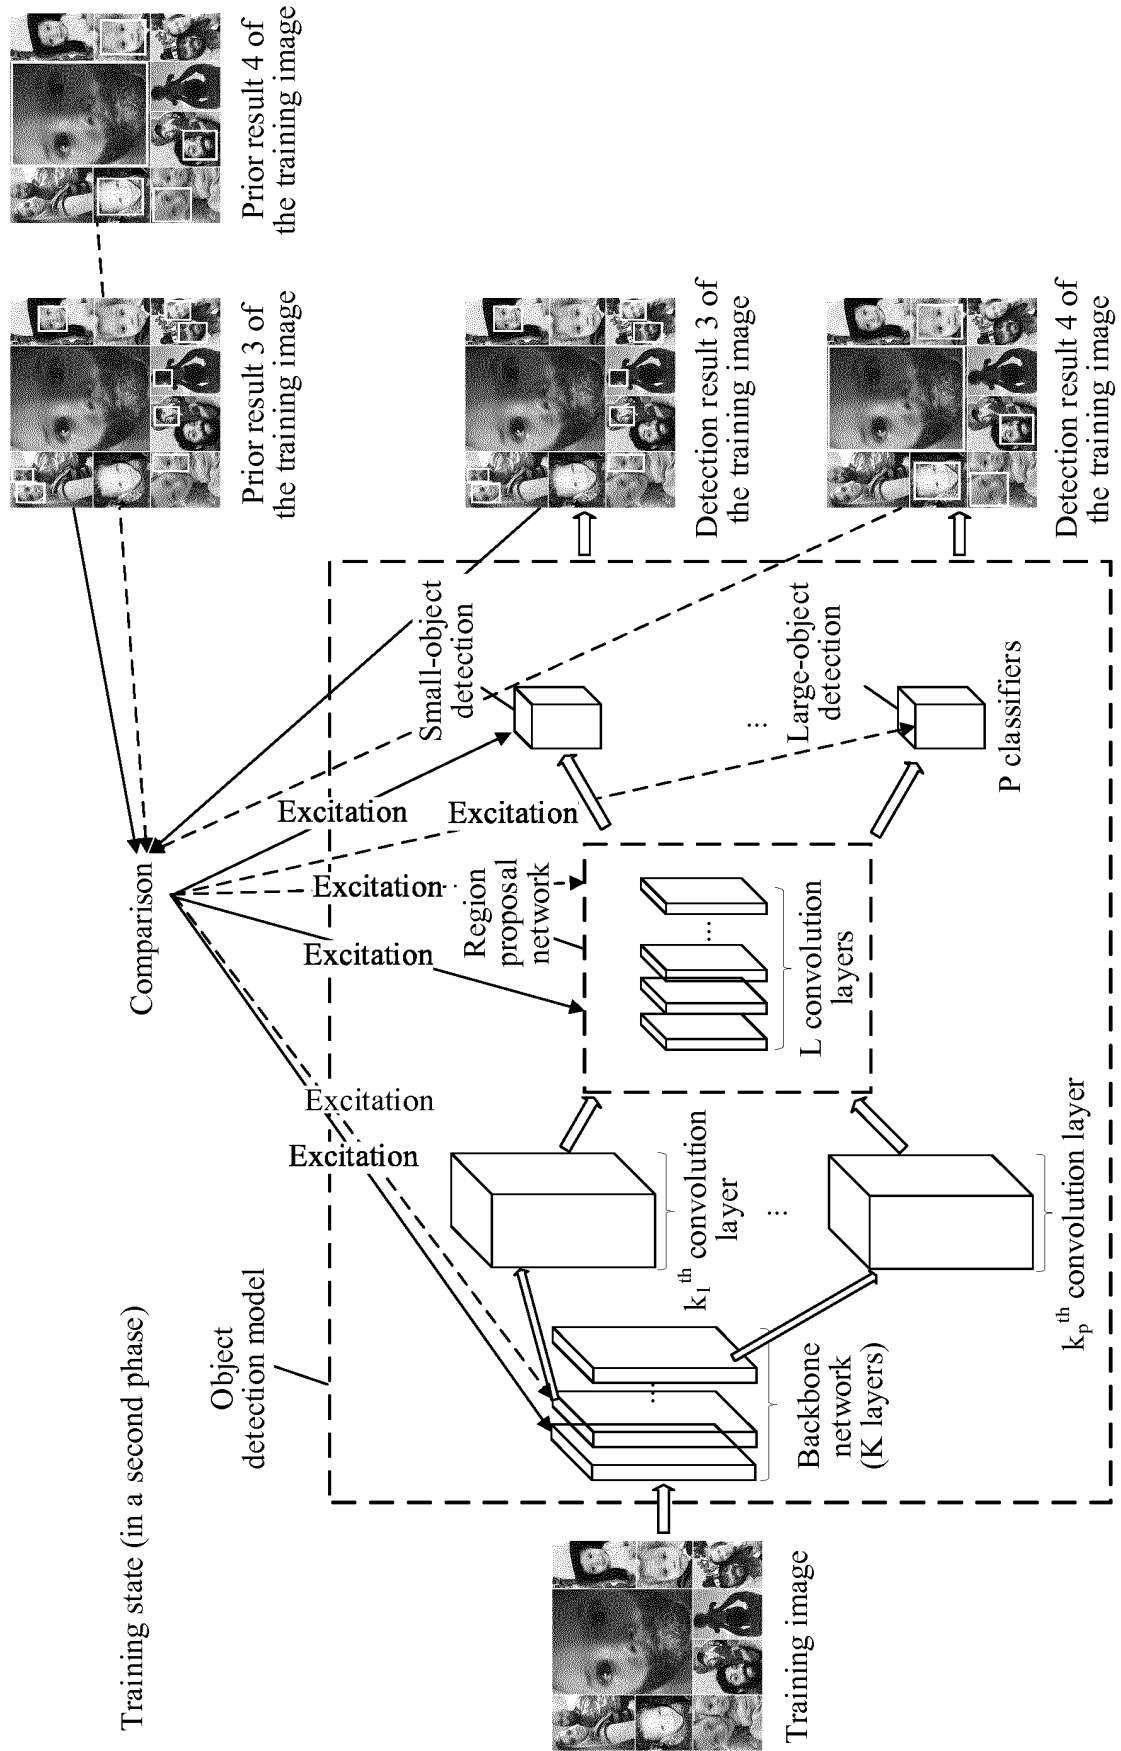 Training state (in a second phase)
Comparison
Prior result 3 of
the training image
Prior result 4 of
the training image
Object
detection model
Excitation
Excitation
Excitation
Excitation
Excitation
Excitation
Region
proposal
network
Small-object
detection
Detection result 3 of
the training image
k1th convolution
layer
...
L convolution
layers
...
...
Large-object
detection
Training image
Backbone
network
(K layers)
...
kpth convolution layer
P classifiers
Detection result 4 of
the training image